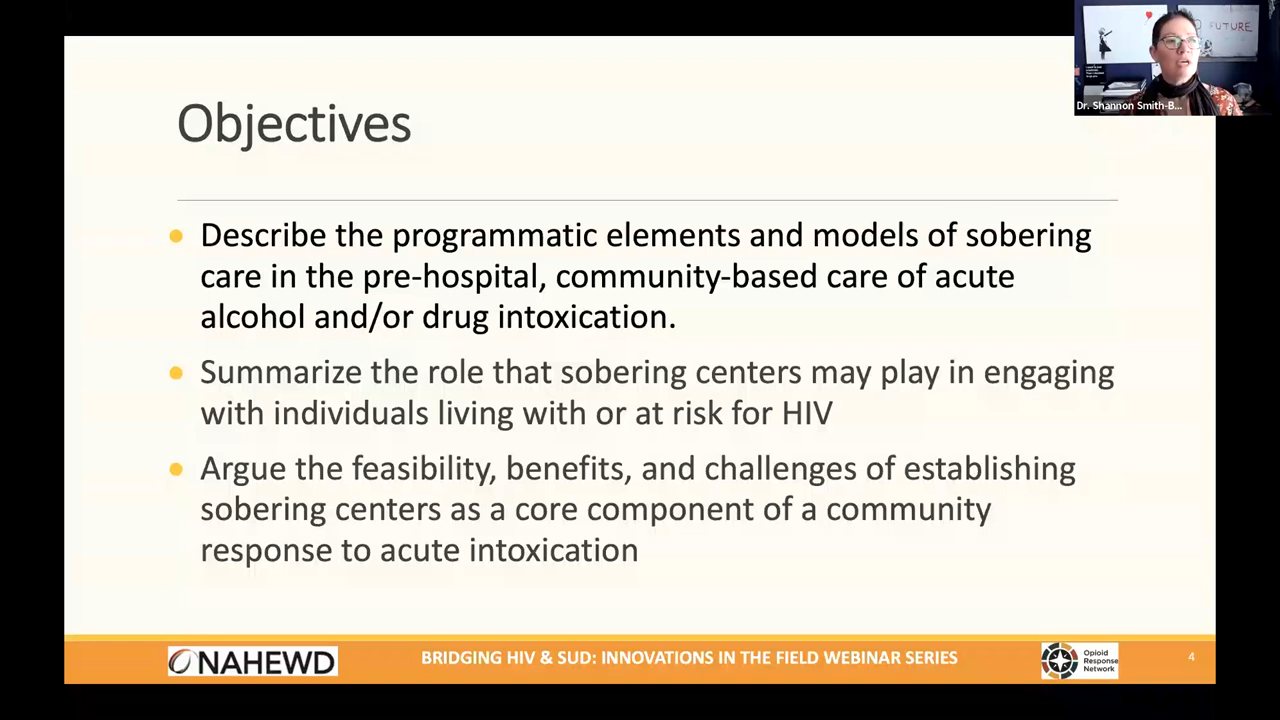 FUTURE
Dr. Shannon Smith-B...
Objectives
Describe the programmatic elements and models of sobering
care in the pre-hospital, community-based care of acute
alcohol and/or drug intoxication.
Summarize the role that sobering centers may play in engaging
with individuals living with or at risk for HIV
Argue the feasibility, benefits, and challenges of establishing
sobering centers as a core component of a community
response to acute intoxication
NAHEWD
BRIDGING HIV & SUD: INNOVATIONS IN THE FIELD WEBINAR SERIES
Opioid
Response
Network
4